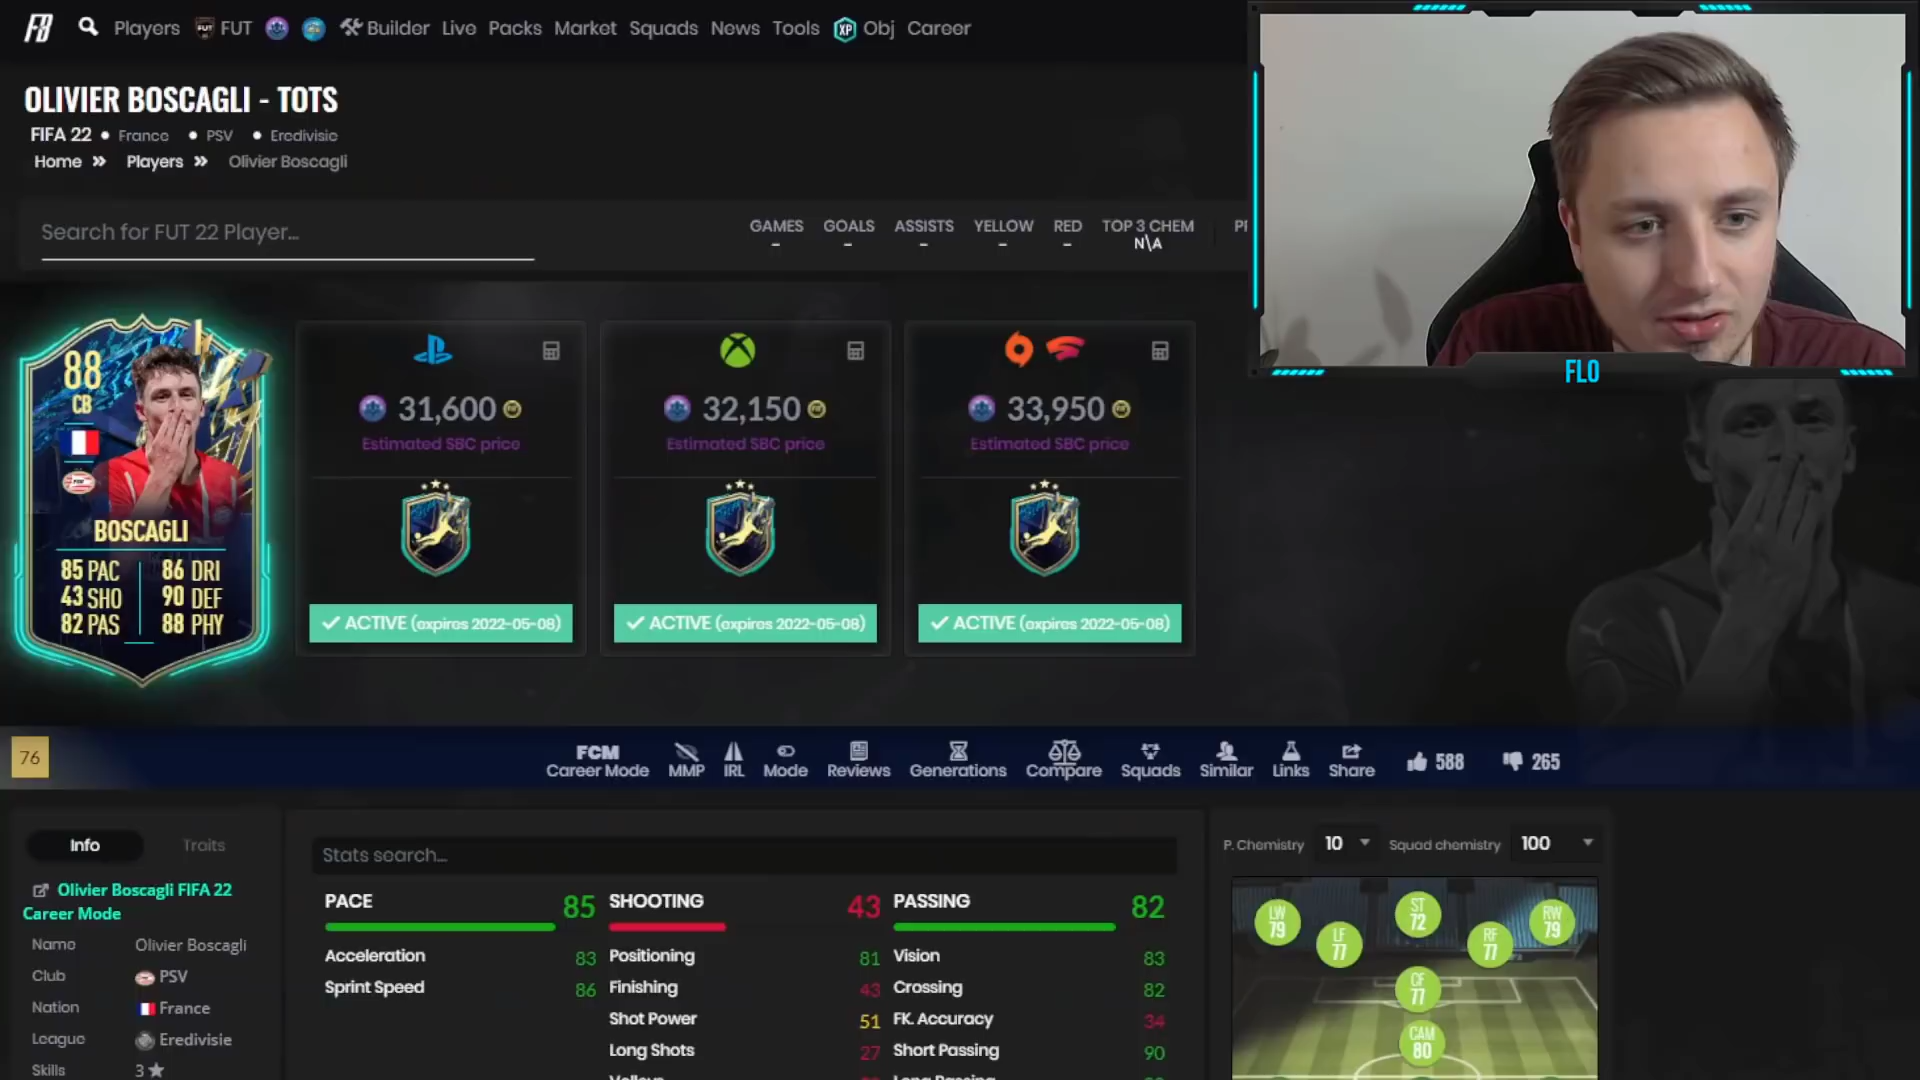 FB Players FUT Builder Live Packs Market Squads News Tools XP Obj Career
OLIVIER BOSCAGLI - TOTS
FIFA 22 • France • PSV • Eredivisie
Home » Players » Olivier Boscagli
Search for FUT 22 Player...
GAMES GOALS ASSISTS YELLOW RED TOP 3 CHEM
- - - - - N\A
FLO
88
CB
BOSCAGLI
85 PAC 86 DRI
43 SHO 90 DEF
82 PAS 88 PHY
31,600
Estimated SBC price
ACTIVE (expires 2022-05-08)
32,150
Estimated SBC price
ACTIVE (expires 2022-05-08)
33,950
Estimated SBC price
ACTIVE (expires 2022-05-08)
76
FCM
Career Mode MMP IRL Mode Reviews Generations Compare Squads Similar Links Share 588 265
Info Traits
Olivier Boscagli FIFA 22
Career Mode
Name Olivier Boscagli
Club PSV
Nation France
League Eredivisie
Skills 3★
Stats search...
PACE 85
Acceleration 83
Sprint Speed 86
SHOOTING 43
Positioning 81
Finishing 43
Shot Power 51
Long Shots 27
PASSING 82
Vision 83
Crossing 82
FK. Accuracy 34
Short Passing 90
P. Chemistry 10 Squad chemistry 100
LW
79
ST
72
RW
79
LF
77
RF
77
CF
77
CAM
80